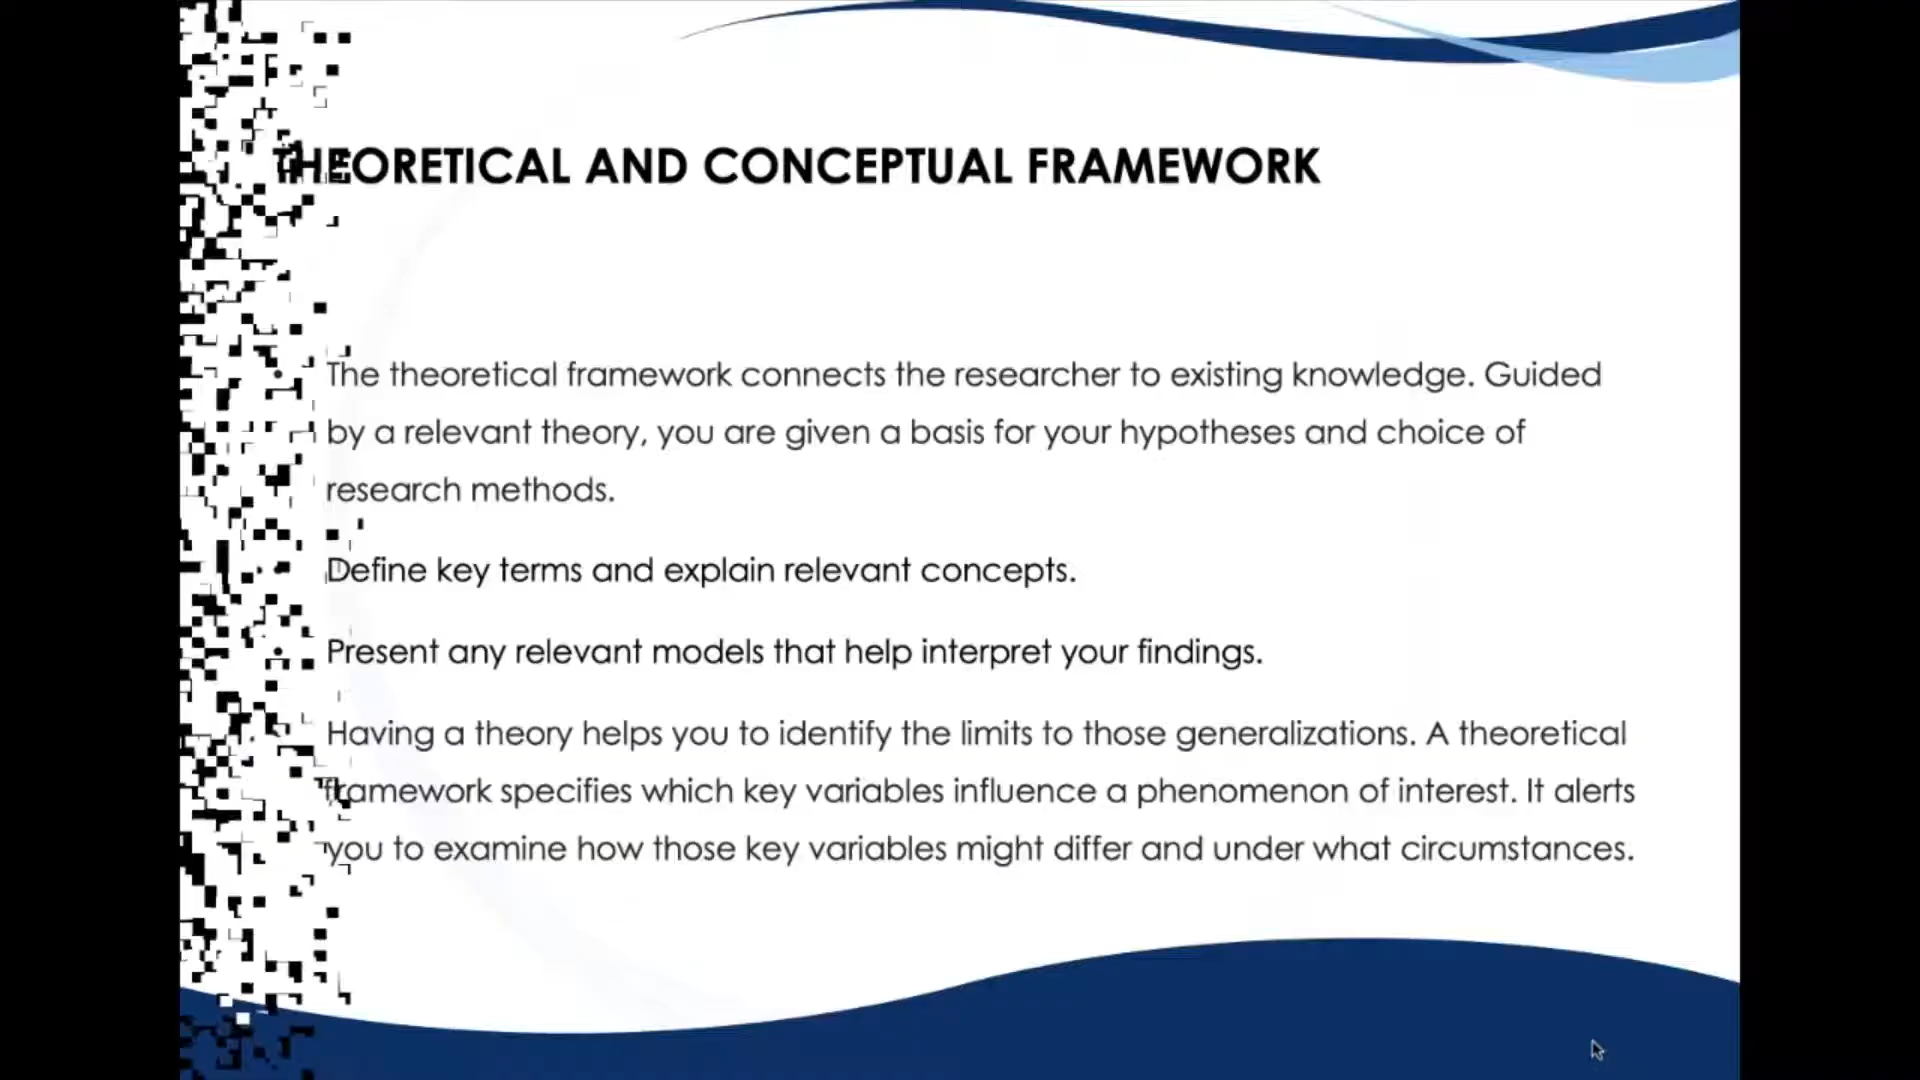 THEORETICAL AND CONCEPTUAL FRAMEWORK
• The theoretical framework connects the researcher to existing knowledge. Guided
by a relevant theory, you are given a basis for your hypotheses and choice of
research methods.
• Define key terms and explain relevant concepts.
• Present any relevant models that help interpret your findings.
• Having a theory helps you to identify the limits to those generalizations. A theoretical
framework specifies which key variables influence a phenomenon of interest. It alerts
you to examine how those key variables might differ and under what circumstances.